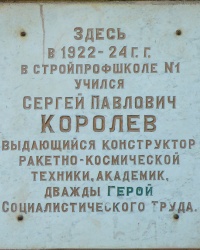 Здесь
в 1922-24 г. г.
в стройпрофшколе №1
учился
Сергей Павлович
КОРОЛЕВ
выдающийся конструктор
ракетно-космической
техники, академик,
дважды Герой
Социалистического Труда.